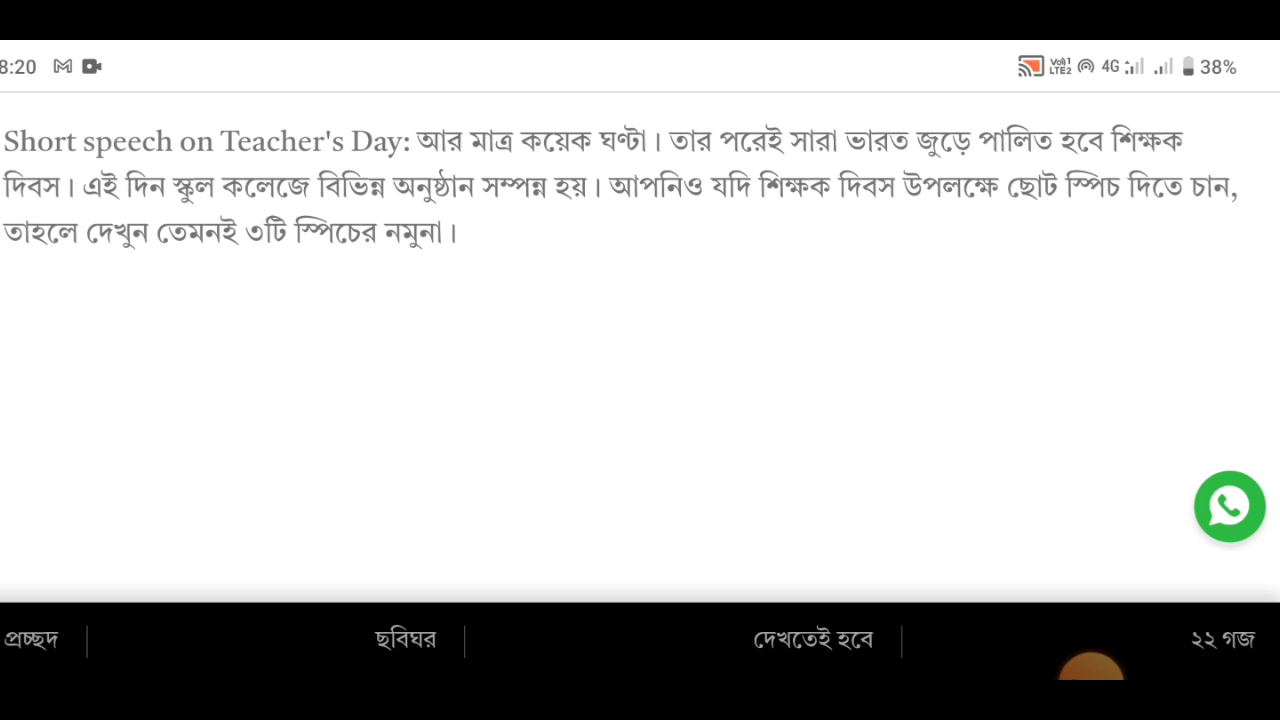 8:20 4G 38%
Short speech on Teacher's Day: আর মাত্র কয়েক ঘণ্টা। তার পরেই সারা ভারত জুড়ে পালিত হবে শিক্ষক
দিবস। এই দিন স্কুল কলেজে বিভিন্ন অনুষ্ঠান সম্পন্ন হয়। আপনিও যদি শিক্ষক দিবস উপলক্ষে ছোট স্পিচ দিতে চান,
তাহলে দেখুন তেমনই ৩টি স্পিচের নমুনা।
প্রচ্ছদ ছবিঘর দেখতেই হবে ২২ গজ